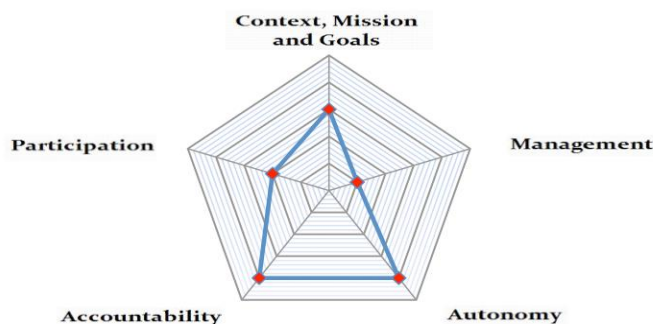 Context, Mission
and Goals
Participation
Management
Accountability
Autonomy